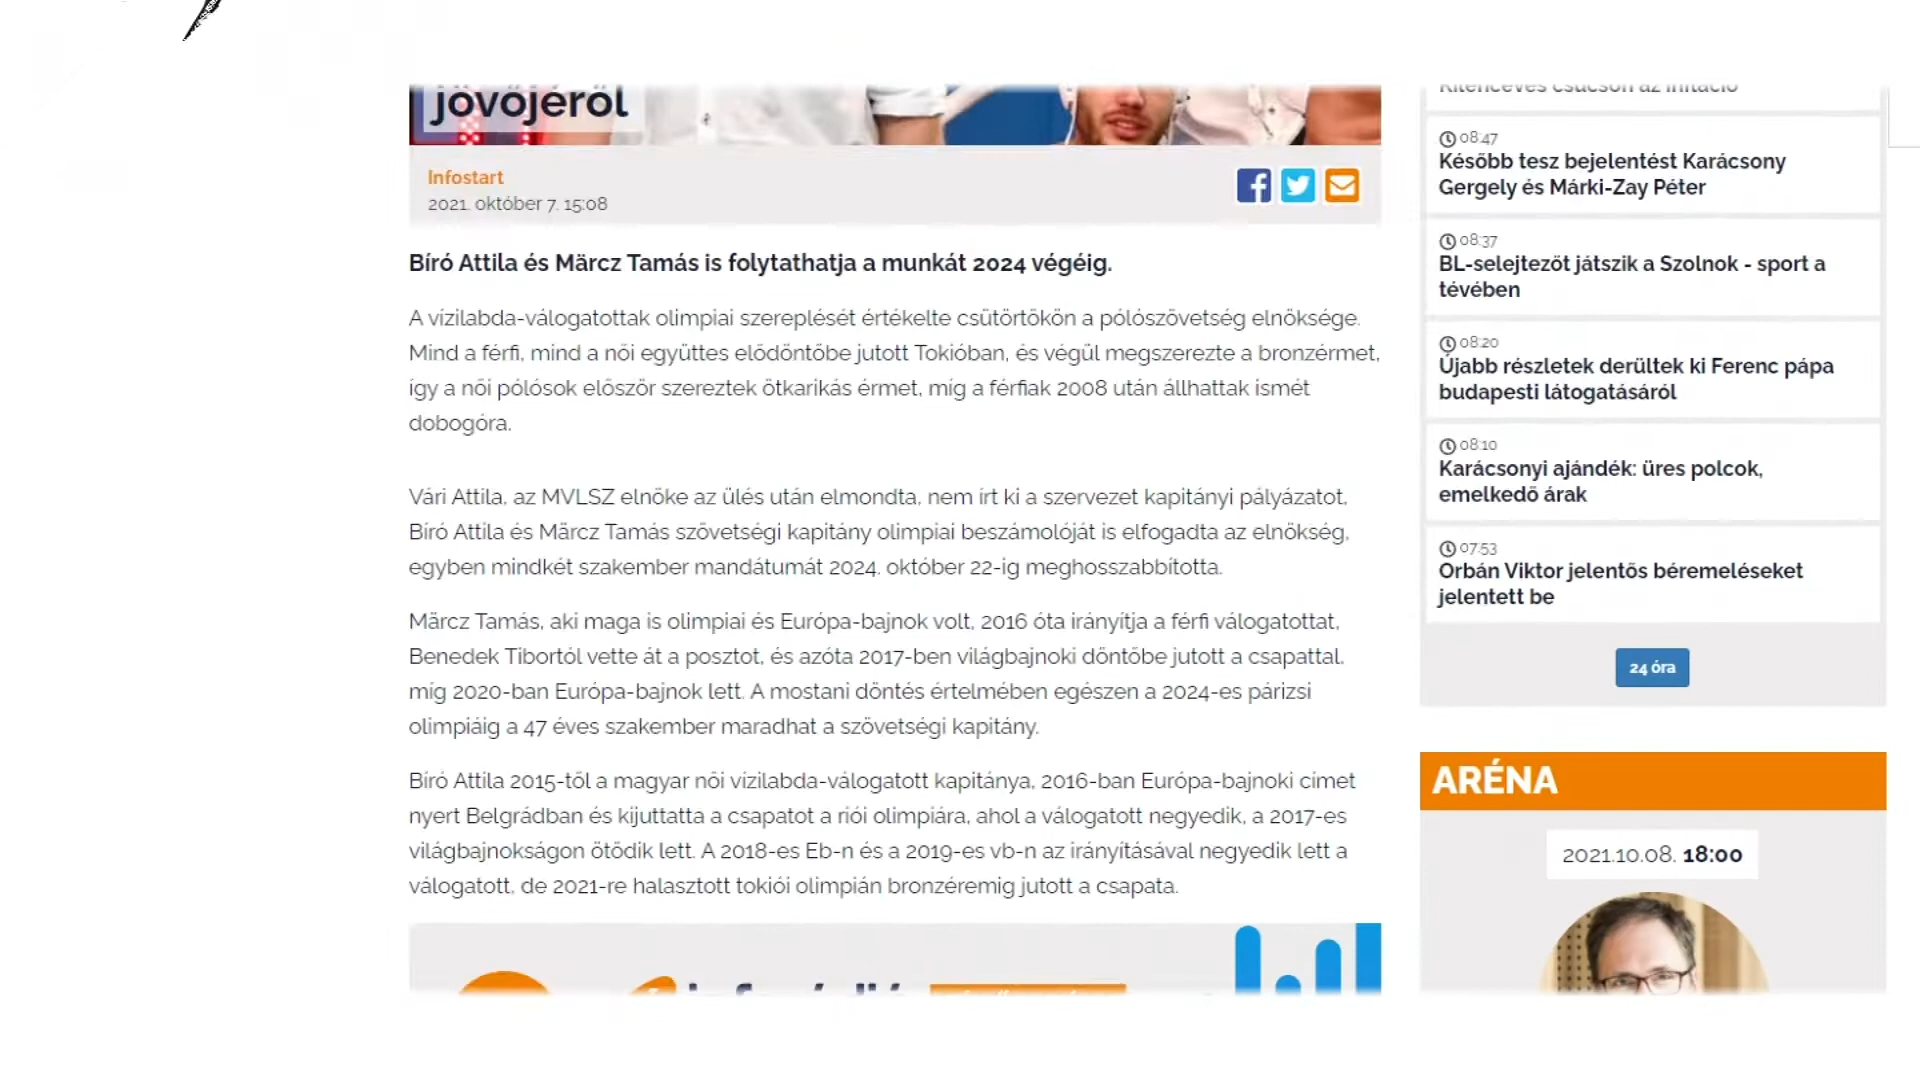 jövőjéről
Infostart
2021. október 7. 15:08
Bíró Attila és Märcz Tamás is folytathatja a munkát 2024 végéig.
A vízilabda-válogatottak olimpiai szereplését értékelte csütörtökön a pólószövetség elnöksége.
Mind a férfi, mind a női együttes elődöntőbe jutott Tokióban, és végül megszerezte a bronzérmet,
így a női pólósok először szereztek ötkarikás érmet, míg a férfiak 2008 után állhattak ismét
dobogóra.
Vári Attila, az MVLSZ elnöke az ülés után elmondta, nem írt ki a szervezet kapitányi pályázatot,
Bíró Attila és Märcz Tamás szövetségi kapitány olimpiai beszámolóját is elfogadta az elnökség,
egyben mindkét szakember mandátumát 2024. október 22-ig meghosszabbította.
Märcz Tamás, aki maga is olimpiai és Európa-bajnok volt, 2016 óta irányítja a férfi válogatottat,
Benedek Tibortól vette át a posztot, és azóta 2017-ben világbajnoki döntőbe jutott a csapattal,
míg 2020-ban Európa-bajnok lett. A mostani döntés értelmében egészen a 2024-es párizsi
olimpiáig a 47 éves szakember maradhat a szövetségi kapitány.
Bíró Attila 2015-től a magyar női vízilabda-válogatott kapitánya, 2016-ban Európa-bajnoki címet
nyert Belgrádban és kijuttatta a csapatot a riói olimpiára, ahol a válogatott negyedik, a 2017-es
világbajnokságon ötödik lett. A 2018-es Eb-n és a 2019-es vb-n az irányításával negyedik lett a
válogatott, de 2021-re halasztott tokiói olimpián bronzéremig jutott a csapata.
Kilencéves csúcson az infláció
08:47
Később tesz bejelentést Karácsony
Gergely és Márki-Zay Péter
08:37
BL-selejtezőt játszik a Szolnok - sport a
tévében
08:20
Újabb részletek derültek ki Ferenc pápa
budapesti látogatásáról
08:10
Karácsonyi ajándék: üres polcok,
emelkedő árak
07:53
Orbán Viktor jelentős béremeléseket
jelentett be
24 óra
ARÉNA
2021.10.08. 18:00